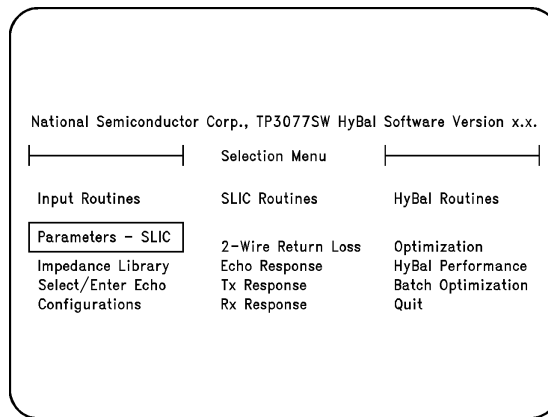 National Semiconductor Corp., TP3077SW HyBal Software Version x.x.
Selection Menu
Input Routines SLIC Routines HyBal Routines
Parameters - SLIC
2-Wire Return Loss Optimization
Impedance Library Echo Response HyBal Performance
Select/Enter Echo Tx Response Batch Optimization
Configurations Rx Response Quit